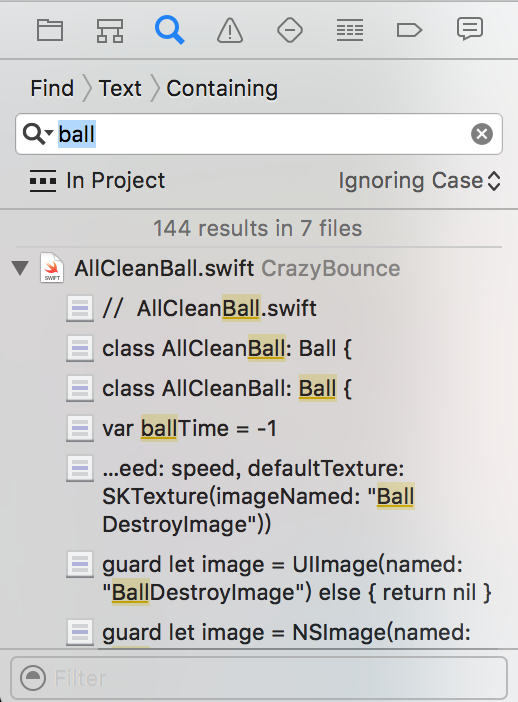 Find 〉 Text 〉 Containing
ball
In Project Ignoring Case
144 results in 7 files
SWIFT AllCleanBall.swift CrazyBounce
// AllCleanBall.swift
class AllCleanBall: Ball {
class AllCleanBall: Ball {
var ballTime = -1
...eed: speed, defaultTexture:
SKTexture(imageNamed: "Ball
DestroyImage"))
guard let image = UIImage(named:
"BallDestroyImage") else { return nil }
guard let image = NSImage(named:
Filter